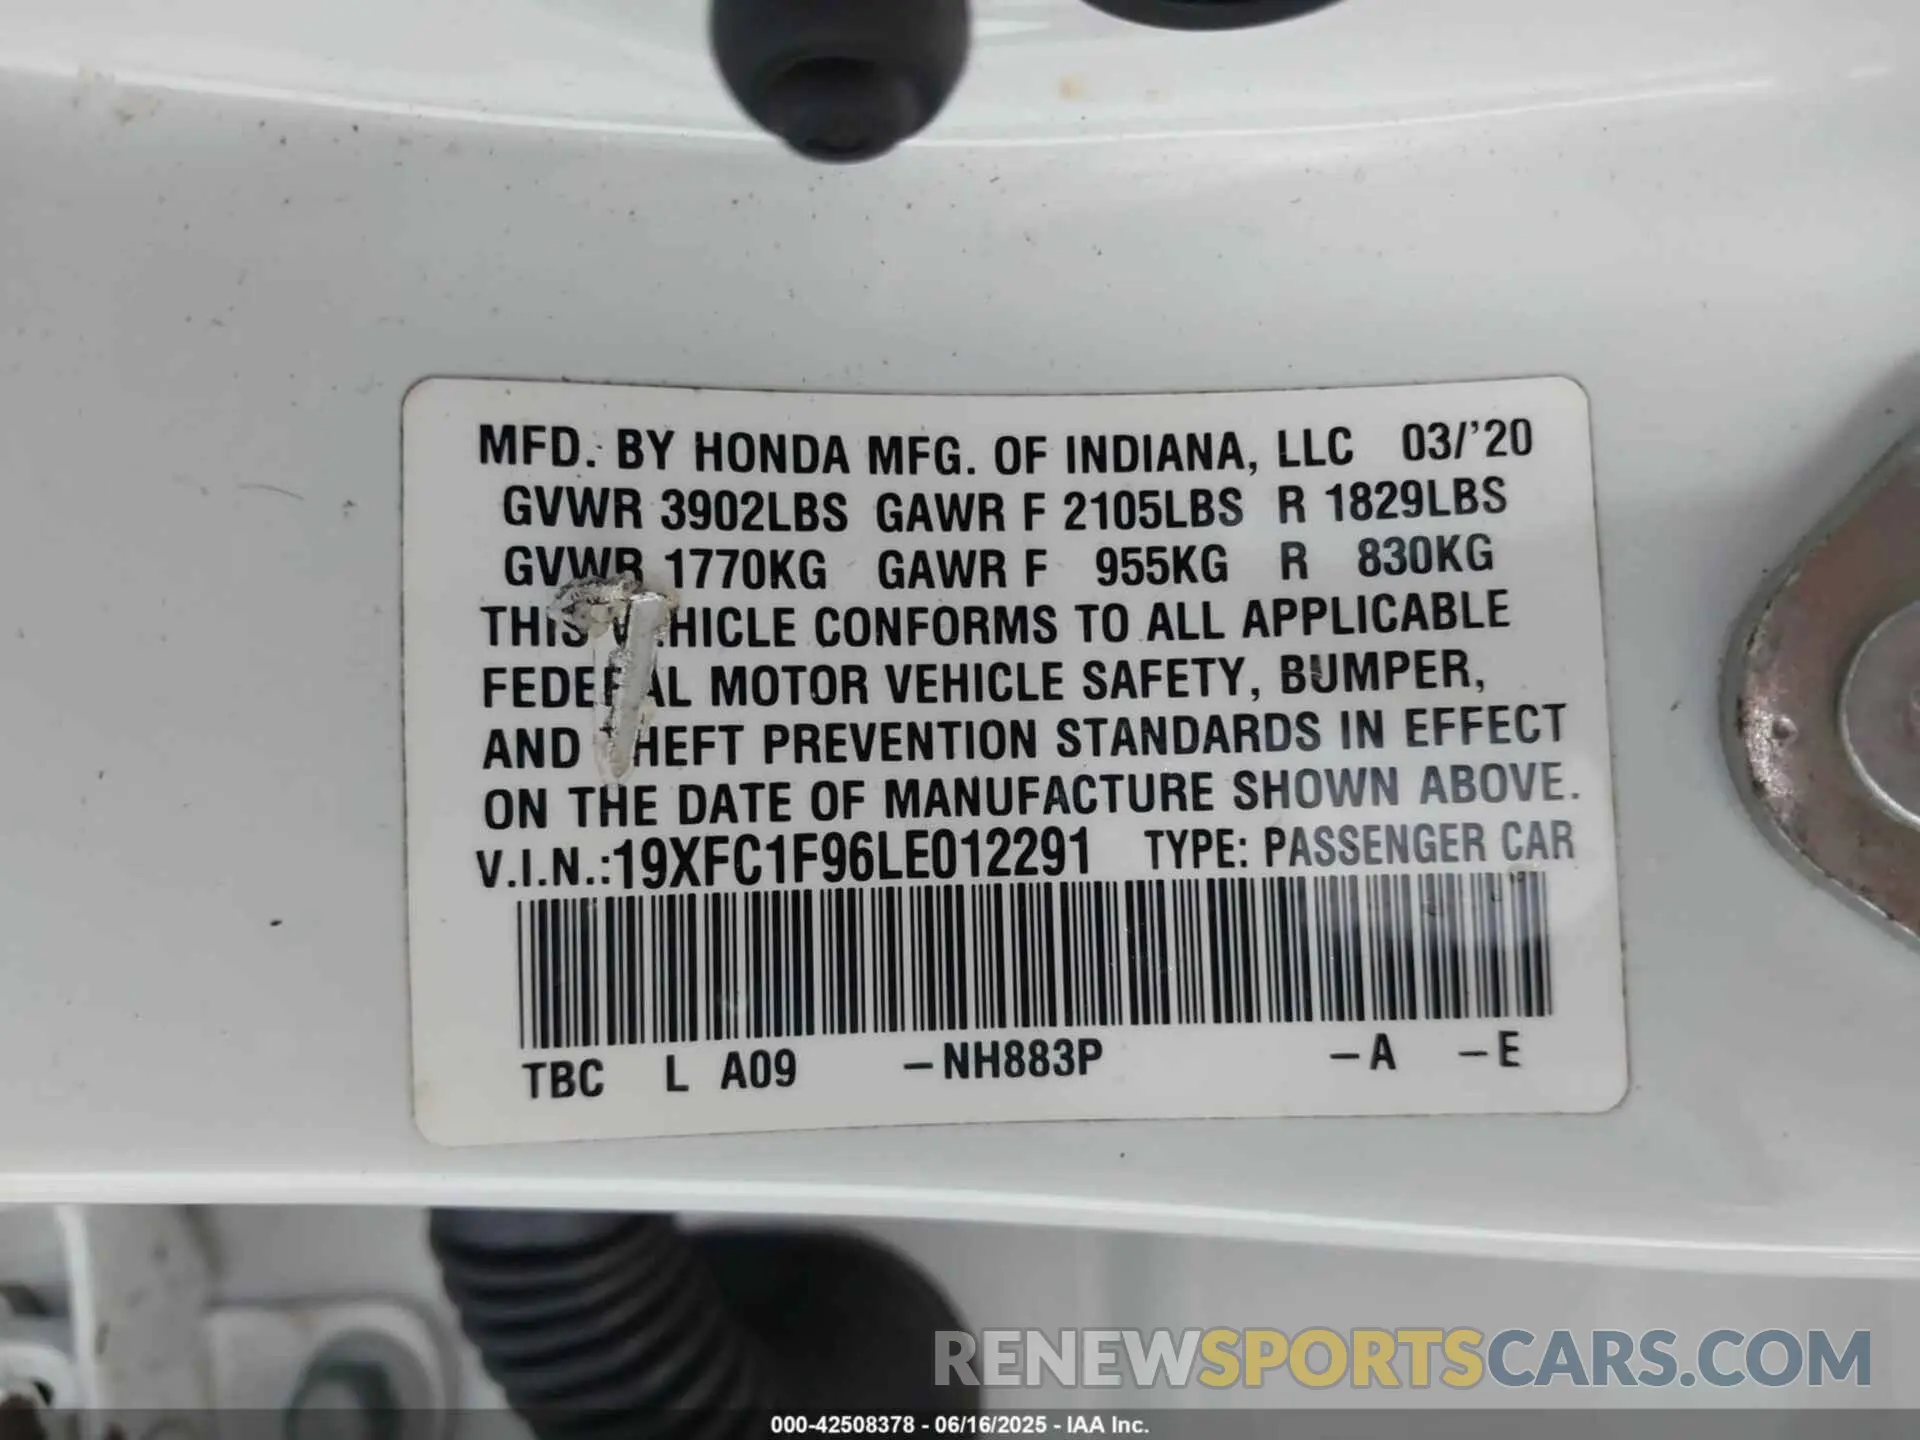 MFD. BY HONDA MFG. OF INDIANA, LLC 03/'20
GVWR 3902LBS GAWR F 2105LBS R 1829LBS
GVWR 1770KG GAWR F 955KG R 830KG
THIS VEHICLE CONFORMS TO ALL APPLICABLE
FEDERAL MOTOR VEHICLE SAFETY, BUMPER,
AND THEFT PREVENTION STANDARDS IN EFFECT
ON THE DATE OF MANUFACTURE SHOWN ABOVE.
V.I.N.:19XFC1F96LE012291 TYPE: PASSENGER CAR
TBC L A09 -NH883P -A -E
RENEWSPORTSCARS.COM
000-42508378 - 06/16/2025 - IAA Inc.